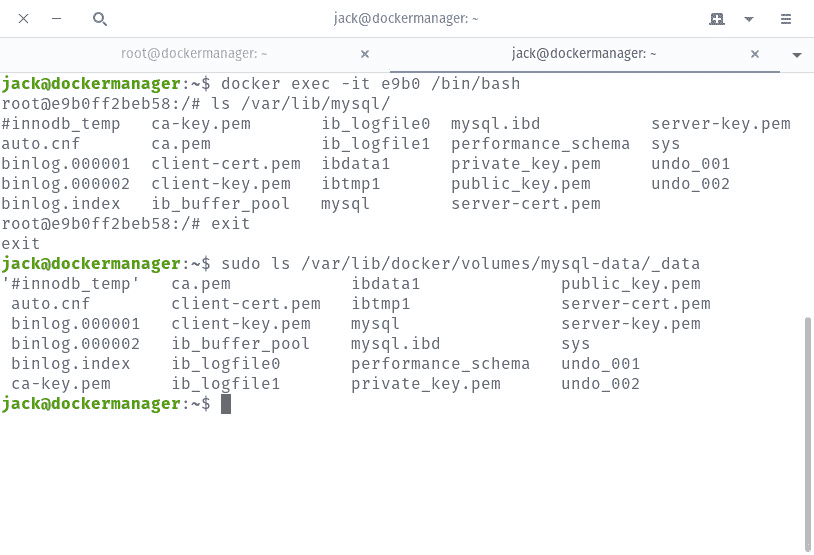 jack@dockermanager: ~
root@dockermanager: ~
jack@dockermanager: ~
jack@dockermanager:~$ docker exec -it e9b0 /bin/bash
root@e9b0ff2beb58:/# ls /var/lib/mysql/
#innodb_temp   ca-key.pem       ib_logfile0  mysql.ibd           server-key.pem
auto.cnf       ca.pem           ib_logfile1  performance_schema  sys
binlog.000001  client-cert.pem  ibdata1      private_key.pem     undo_001
binlog.000002  client-key.pem   ibtmp1       public_key.pem      undo_002
binlog.index   ib_buffer_pool   mysql        server-cert.pem
root@e9b0ff2beb58:/# exit
exit
jack@dockermanager:~$ sudo ls /var/lib/docker/volumes/mysql-data/_data
'#innodb_temp'   ca.pem            ibdata1              public_key.pem
 auto.cnf        client-cert.pem   ibtmp1               server-cert.pem
 binlog.000001   client-key.pem    mysql                server-key.pem
 binlog.000002   ib_buffer_pool    mysql.ibd            sys
 binlog.index    ib_logfile0       performance_schema   undo_001
 ca-key.pem      ib_logfile1       private_key.pem      undo_002
jack@dockermanager:~$